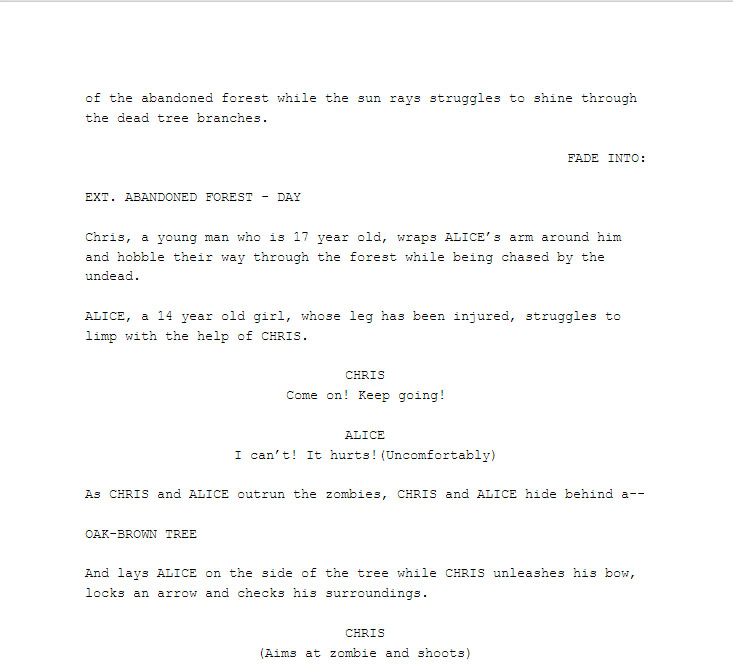 of the abandoned forest while the sun rays struggles to shine through
the dead tree branches.
FADE INTO:
EXT. ABANDONED FOREST - DAY
Chris, a young man who is 17 year old, wraps ALICE's arm around him
and hobble their way through the forest while being chased by the
undead.
ALICE, a 14 year old girl, whose leg has been injured, struggles to
limp with the help of CHRIS.
CHRIS
Come on! Keep going!
ALICE
I can't! It hurts!(Uncomfortably)
As CHRIS and ALICE outrun the zombies, CHRIS and ALICE hide behind a--
OAK-BROWN TREE
And lays ALICE on the side of the tree while CHRIS unleashes his bow,
locks an arrow and checks his surroundings.
CHRIS
(Aims at zombie and shoots)